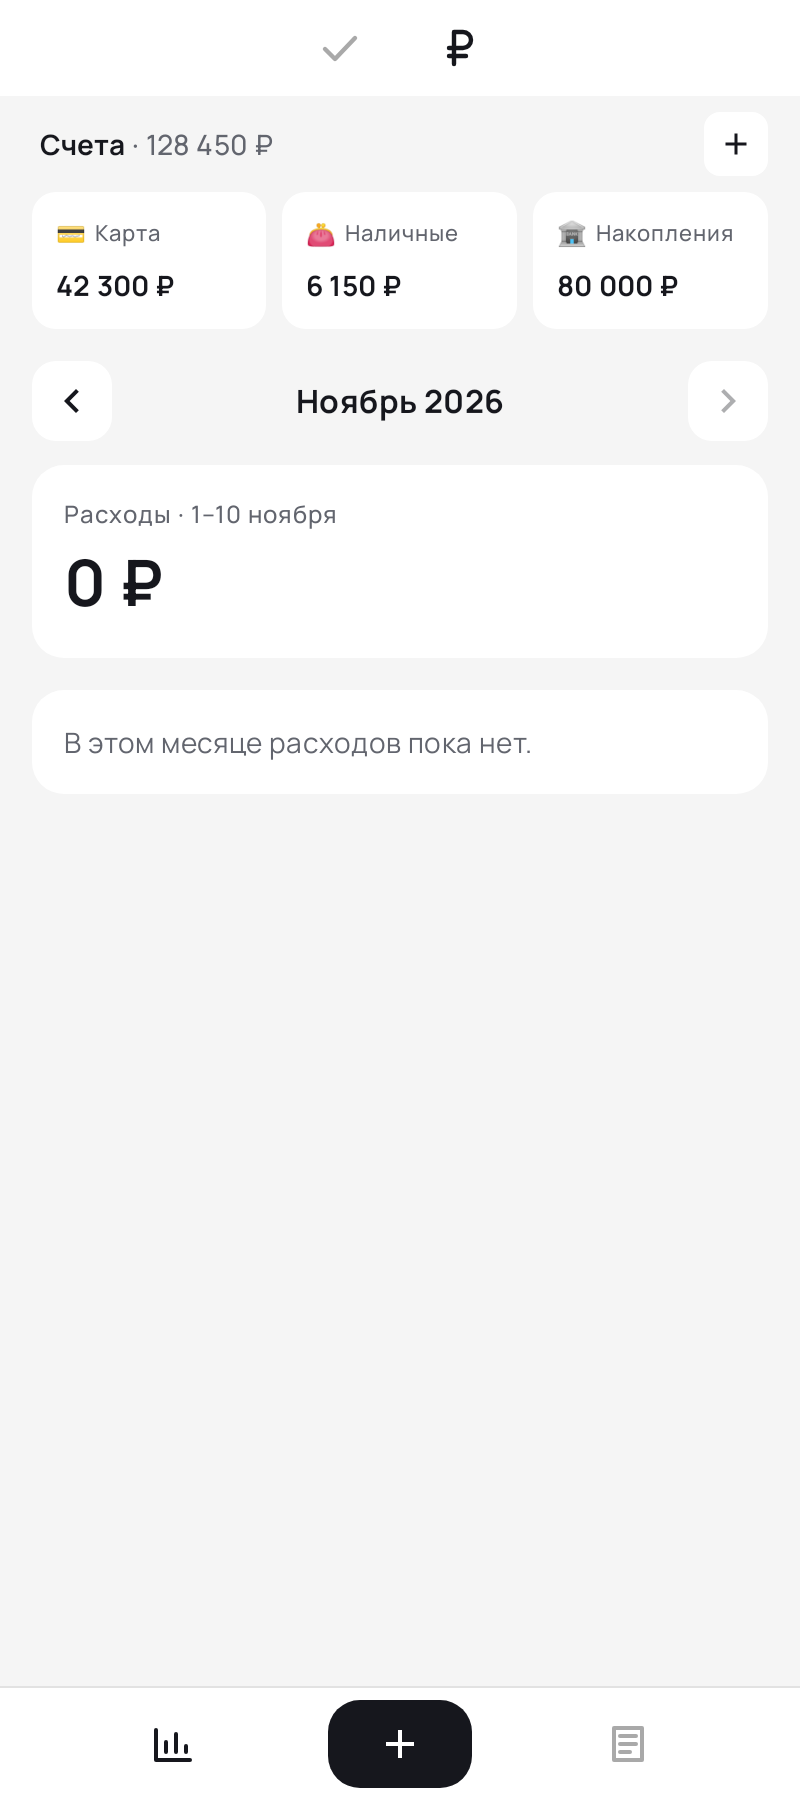 ₽
Счета · 128 450 ₽
Карта
42 300 ₽
Наличные
6 150 ₽
Накопления
80 000 ₽
Ноябрь 2026
Расходы · 1–10 ноября
0 ₽
В этом месяце расходов пока нет.